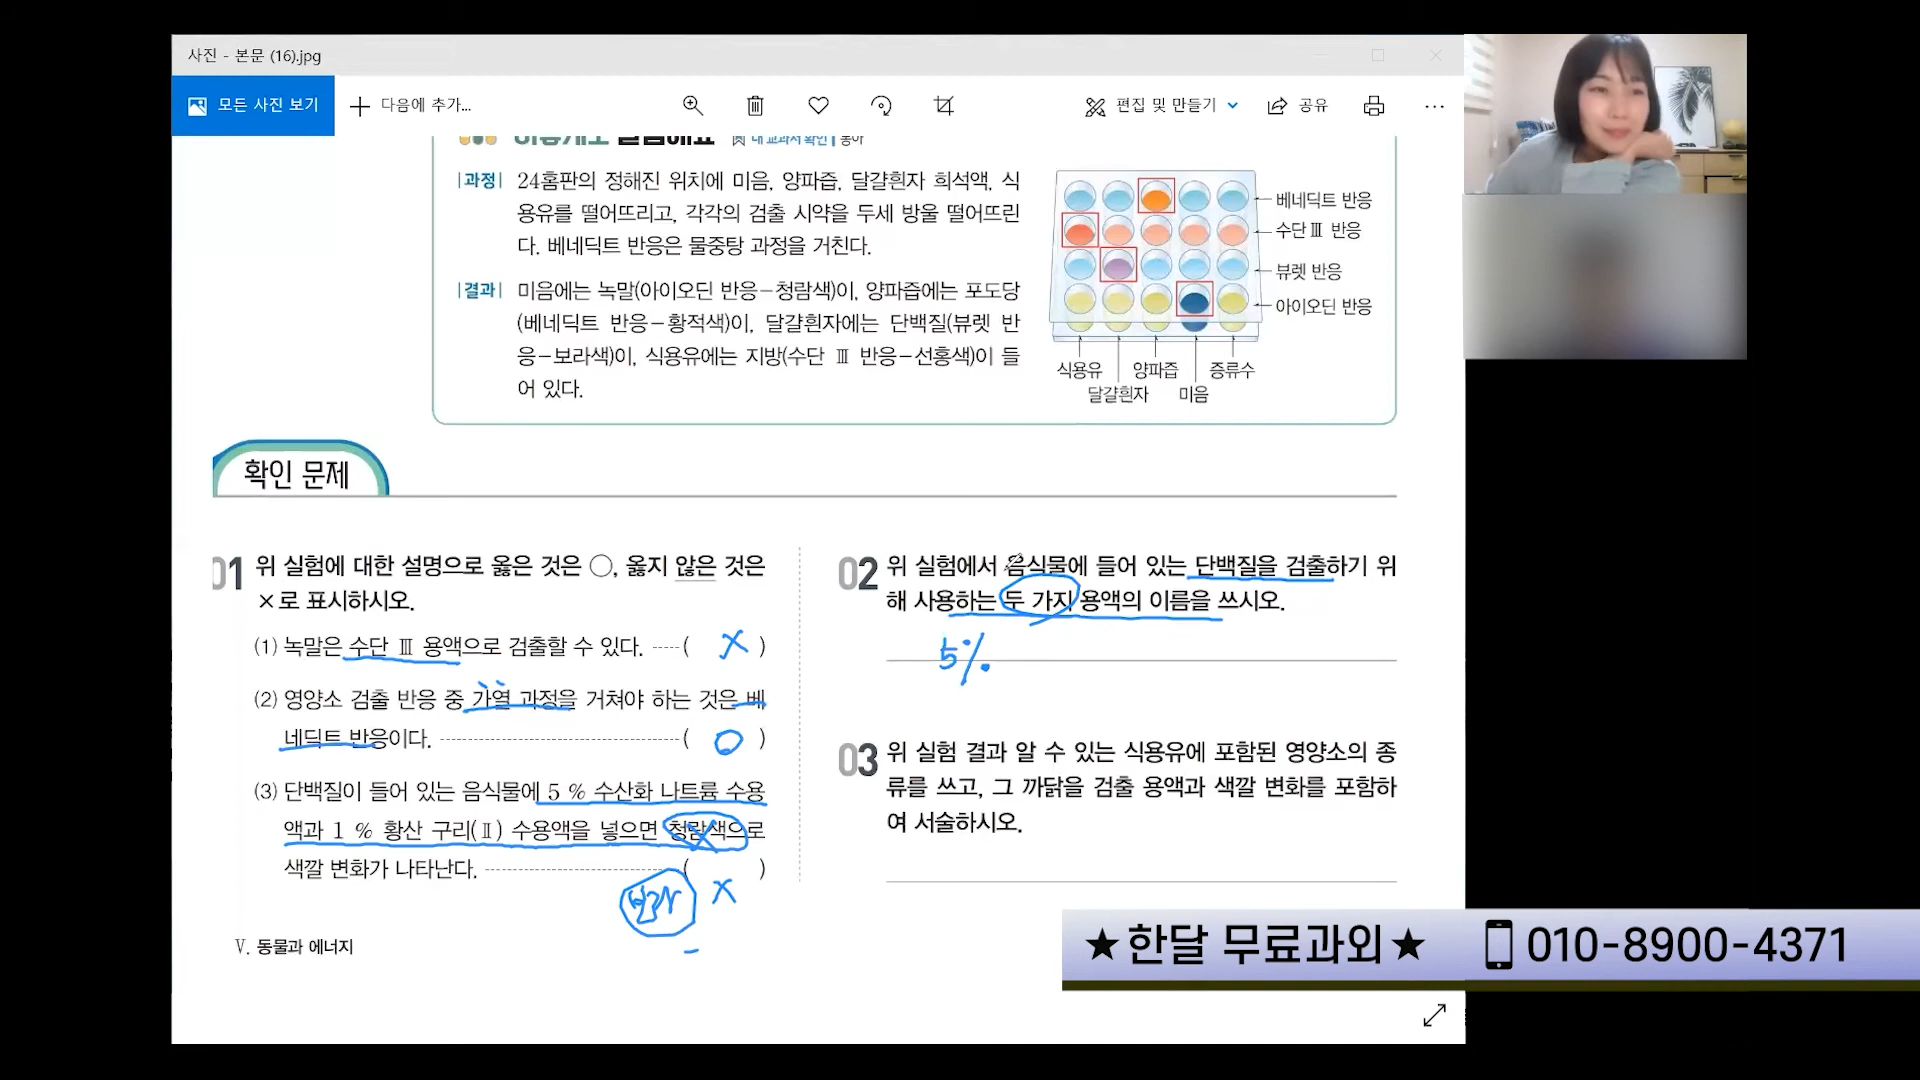 사진 - 본문 (16).jpg
모든 사진 보기
다음에 추가...
편집 및 만들기
공유
내 교과서 확인 | 동아
|과정| 24홈판의 정해진 위치에 미음, 양파즙, 달걀흰자 희석액, 식
용유를 떨어뜨리고, 각각의 검출 시약을 두세 방울 떨어뜨린
다. 베네딕트 반응은 물중탕 과정을 거친다.
|결과| 미음에는 녹말(아이오딘 반응-청람색)이, 양파즙에는 포도당
(베네딕트 반응-황적색)이, 달걀흰자에는 단백질(뷰렛 반
응-보라색)이, 식용유에는 지방(수단 Ⅲ 반응-선홍색)이 들
어 있다.
베네딕트 반응
수단 Ⅲ 반응
뷰렛 반응
아이오딘 반응
식용유 양파즙 증류수
달걀흰자 미음
확인 문제
01 위 실험에 대한 설명으로 옳은 것은 ○, 옳지 않은 것은
×로 표시하시오.
(1) 녹말은 수단 Ⅲ 용액으로 검출할 수 있다. ( X )
(2) 영양소 검출 반응 중 가열 과정을 거쳐야 하는 것은 베
네딕트 반응이다. ( O )
(3) 단백질이 들어 있는 음식물에 5 % 수산화 나트륨 수용
액과 1 % 황산 구리(Ⅱ) 수용액을 넣으면 청람색으로
색깔 변화가 나타난다. ( )
보라 X
V. 동물과 에너지
02 위 실험에서 음식물에 들어 있는 단백질을 검출하기 위
해 사용하는 두 가지 용액의 이름을 쓰시오.
5%
03 위 실험 결과 알 수 있는 식용유에 포함된 영양소의 종
류를 쓰고, 그 까닭을 검출 용액과 색깔 변화를 포함하
여 서술하시오.
★한달 무료과외★ 010-8900-4371